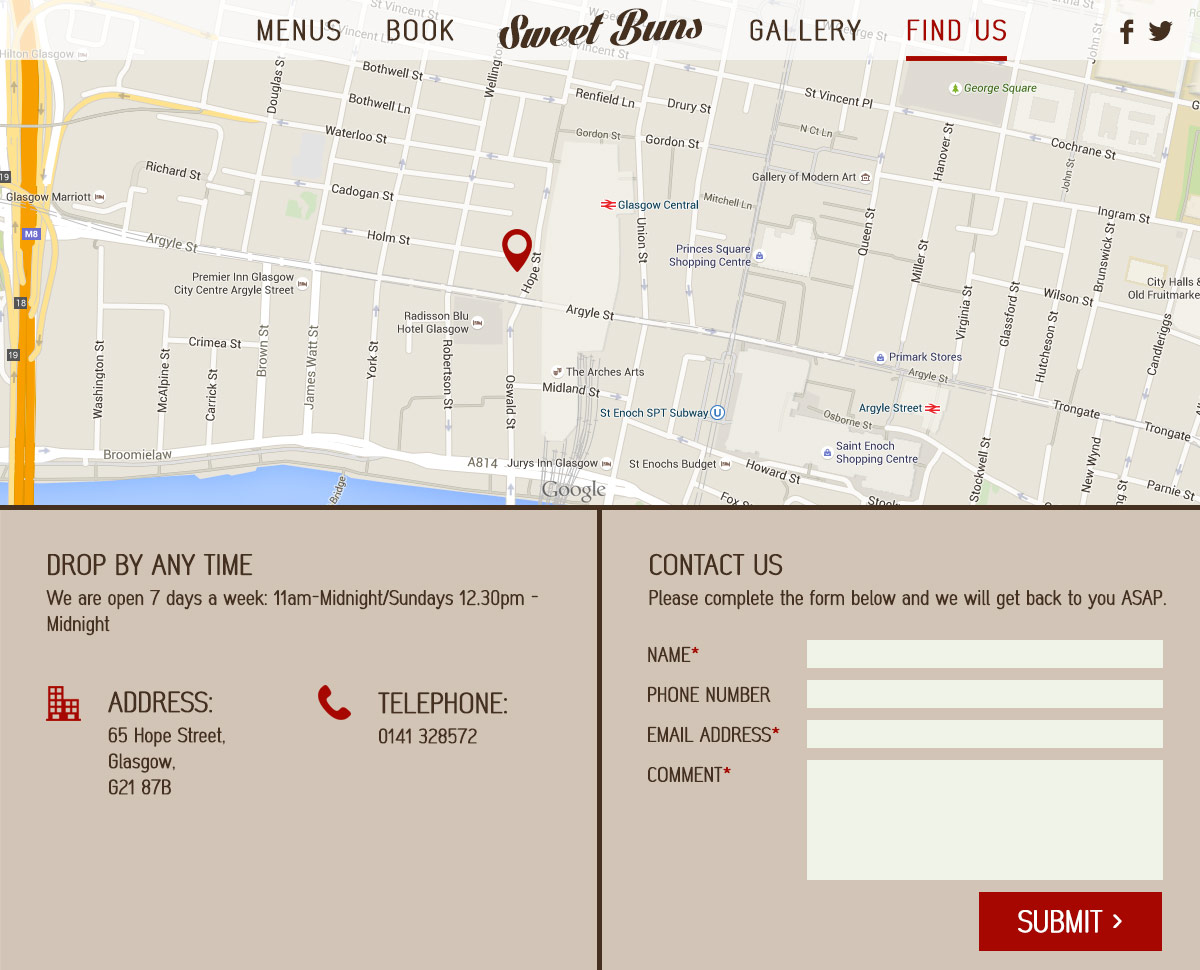 MENUS BOOK Sweet Buns GALLERY FIND US
St Vincent St
Hilton Glasgow
Bothwell St
Douglas St
Renfield Ln
Drury St
St Vincent Pl
George Square
Bothwell Ln
Waterloo St
Gordon St
Gordon St
N Ct Ln
Hanover St
Cochrane St
John St
John St
19
Richard St
Glasgow Marriott
Cadogan St
Gallery of Modern Art
Glasgow Central
Mitchell Ln
Ingram St
M8
Argyle St
Holm St
Union St
Queen St
Miller St
Brunswick St
Princes Square
Shopping Centre
Hope St
Premier Inn Glasgow
City Centre Argyle Street
City Halls &
Old Fruitmarke
18
Wilson St
Radisson Blu
Hotel Glasgow
Argyle St
Virginia St
Glassford St
Hutcheson St
Candleriggs
Crimea St
Brown St
James Watt St
York St
Robertson St
19
Washington St
McAlpine St
Carrick St
Oswald St
The Arches Arts
Midland St
Primark Stores
Argyle St
Argyle Street
Trongate
Trongate
St Enoch SPT Subway
Osborne St
Saint Enoch
Shopping Centre
Broomielaw
A814
Jurys Inn Glasgow
St Enochs Budget
Howard St
Stockwell St
New Wynd
Parnie St
Bridge
Google
Fox St
DROP BY ANY TIME
We are open 7 days a week: 11am-Midnight/Sundays 12.30pm -
Midnight
ADDRESS:
65 Hope Street,
Glasgow,
G21 87B
TELEPHONE:
0141 328572
CONTACT US
Please complete the form below and we will get back to you ASAP.
NAME*
PHONE NUMBER
EMAIL ADDRESS*
COMMENT*
SUBMIT >